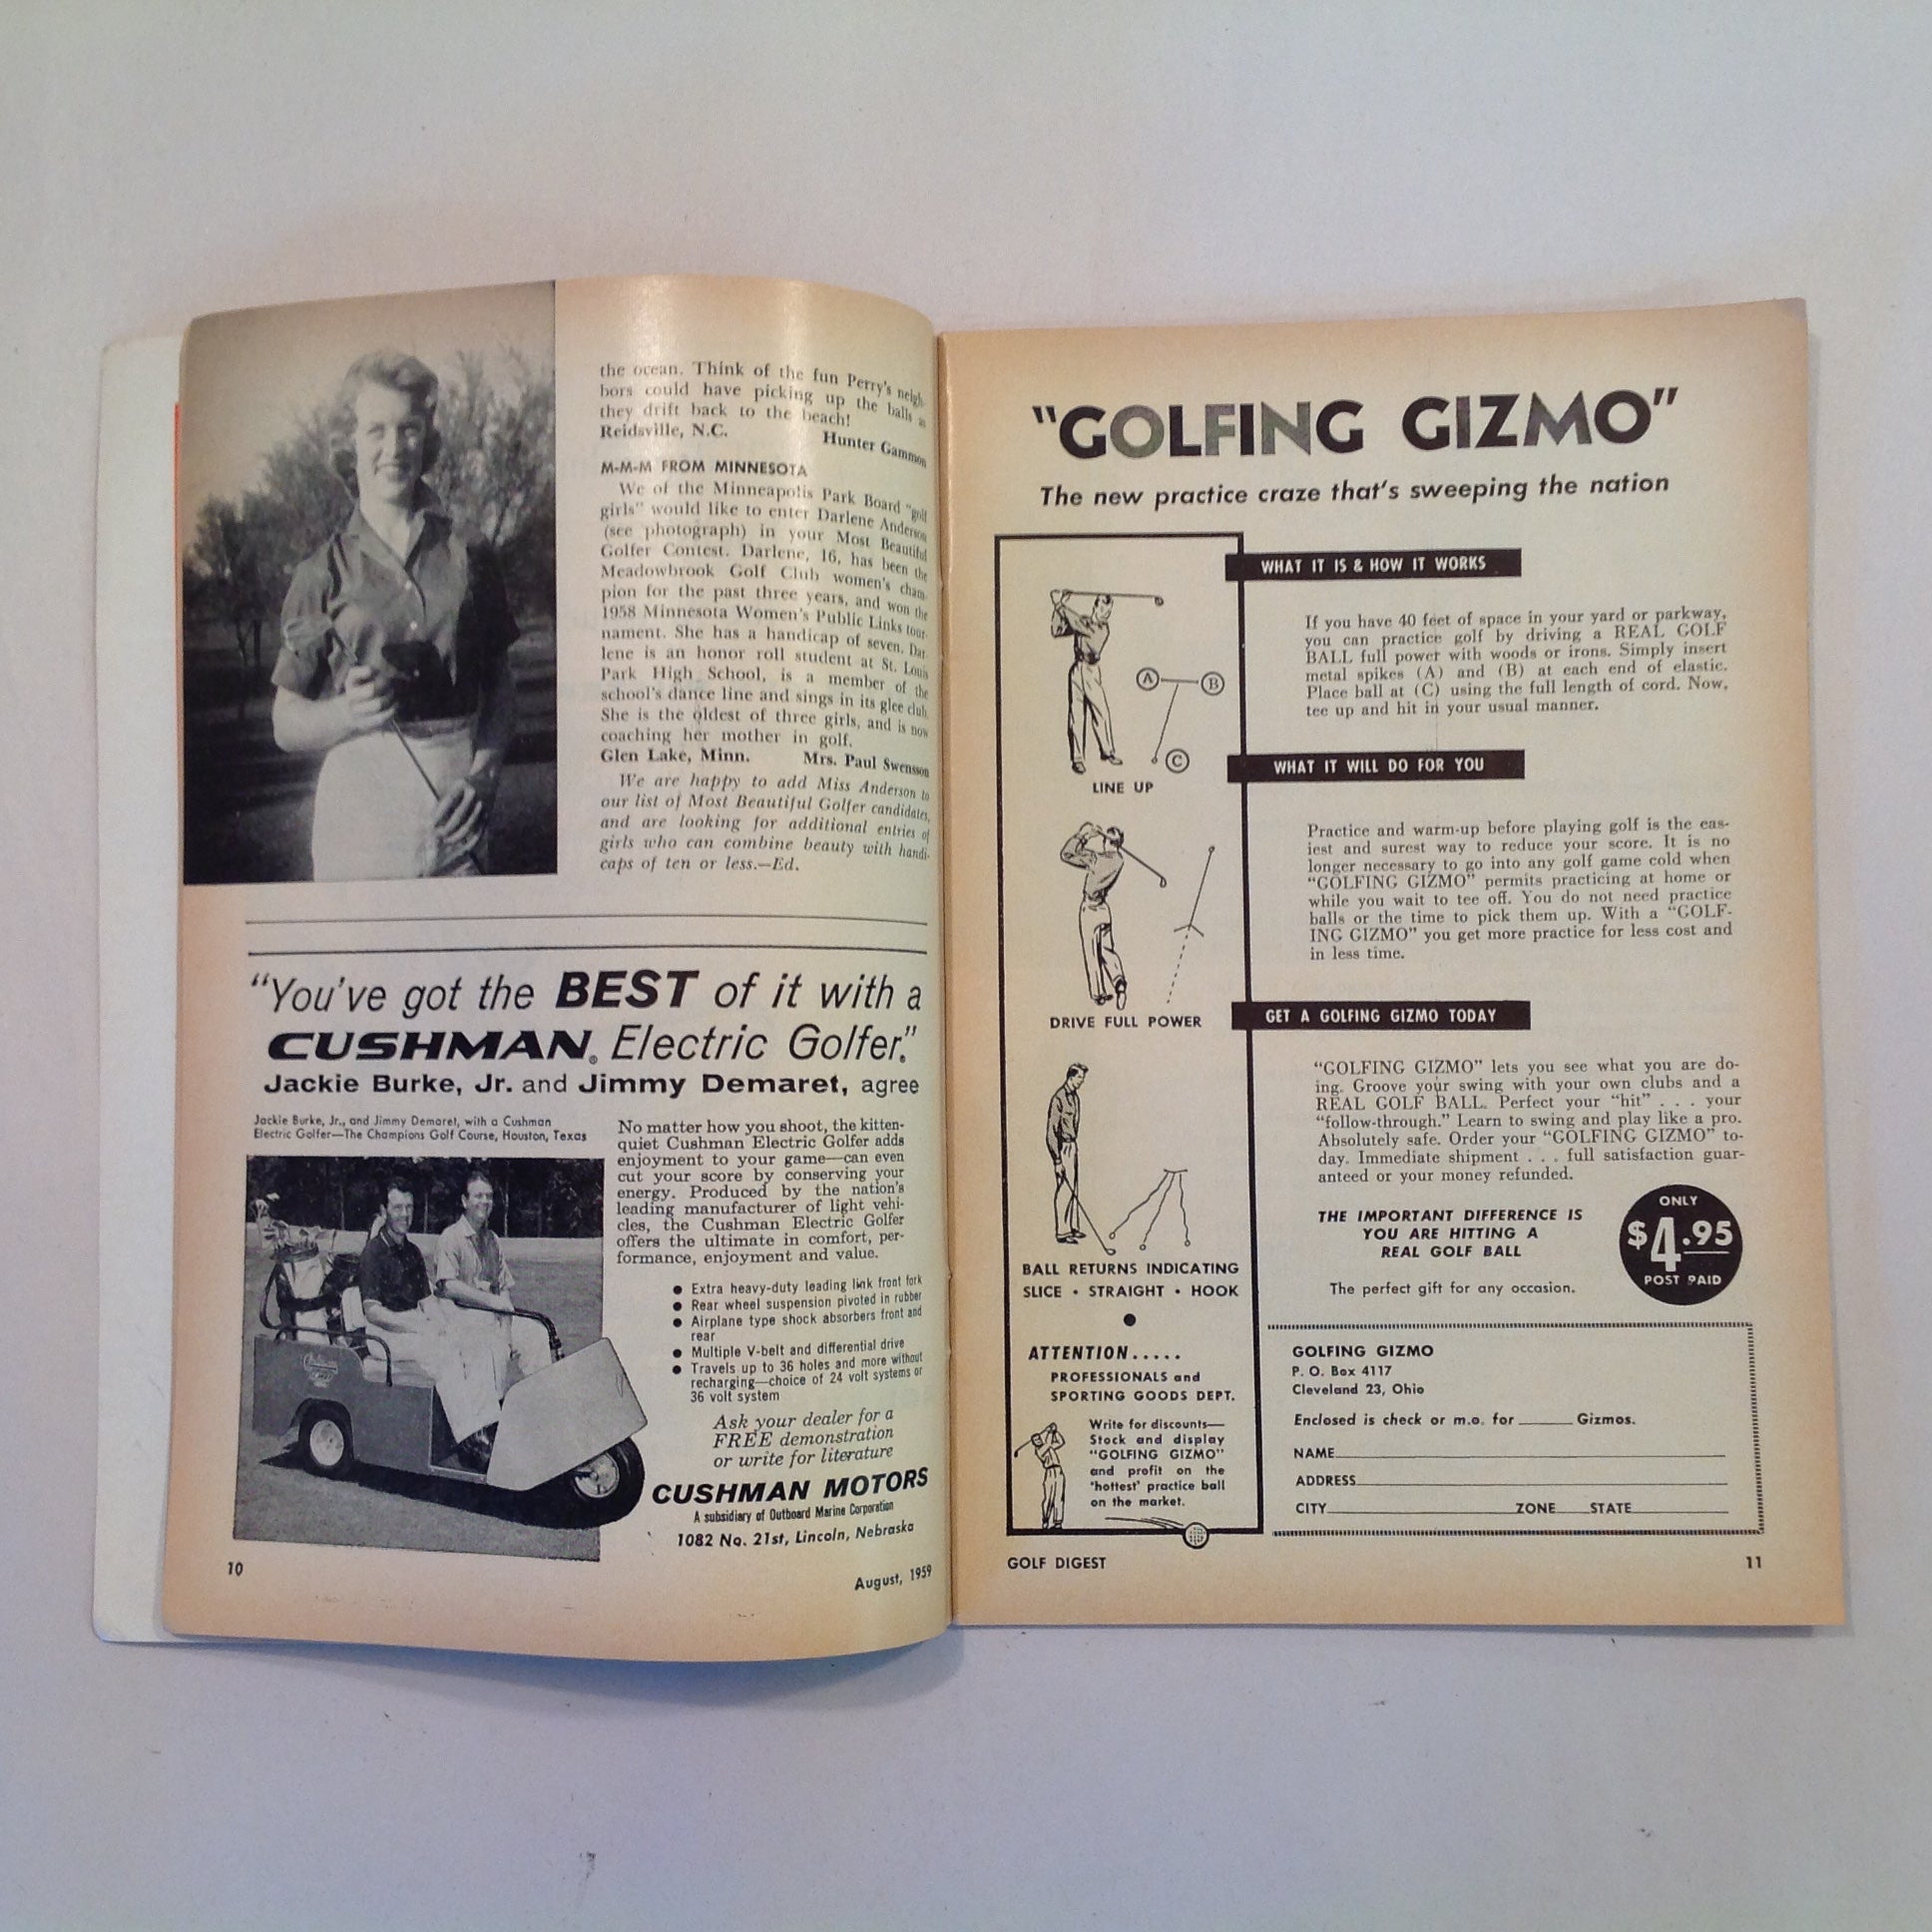 the ocean. Think of the fun Perry's neigh-
bors could have picking up the balls as
they drift back to the beach!
Reidsville, N.C. Hunter Gammon
M-M-M FROM MINNESOTA
We of the Minneapolis Park Board "golf
girls" would like to enter Darlene Anderson
(see photograph) in your Most Beautiful
Golfer Contest. Darlene, 16, has been the
Meadowbrook Golf Club women's cham-
pion for the past three years, and won the
1958 Minnesota Women's Public Links tour-
nament. She has a handicap of seven. Dar-
lene is an honor roll student at St. Louis
Park High School, is a member of the
school's dance line and sings in its glee club.
She is the oldest of three girls, and is now
coaching her mother in golf.
Glen Lake, Minn. Mrs. Paul Swensson
We are happy to add Miss Anderson to
our list of Most Beautiful Golfer candidates,
and are looking for additional entries of
girls who can combine beauty with handi-
caps of ten or less.—Ed.
"You've got the BEST of it with a
CUSHMAN® Electric Golfer."
Jackie Burke, Jr. and Jimmy Demaret, agree
Jackie Burke, Jr., and Jimmy Demaret, with a Cushman
Electric Golfer—The Champions Golf Course, Houston, Texas
No matter how you shoot, the kitten-
quiet Cushman Electric Golfer adds
enjoyment to your game—can even
cut your score by conserving your
energy. Produced by the nation's
leading manufacturer of light vehi-
cles, the Cushman Electric Golfer
offers the ultimate in comfort, per-
formance, enjoyment and value.
● Extra heavy-duty leading link front fork
● Rear wheel suspension pivoted in rubber
● Airplane type shock absorbers front and
rear
● Multiple V-belt and differential drive
● Travels up to 36 holes and more without
recharging—choice of 24 volt systems or
36 volt system
Ask your dealer for a
FREE demonstration
or write for literature
CUSHMAN MOTORS
A subsidiary of Outboard Marine Corporation
1082 No. 21st, Lincoln, Nebraska
10
August, 1959
"GOLFING GIZMO"
The new practice craze that's sweeping the nation
A B
C
LINE UP
DRIVE FULL POWER
BALL RETURNS INDICATING
SLICE • STRAIGHT • HOOK
●
ATTENTION.....
PROFESSIONALS and
SPORTING GOODS DEPT.
Write for discounts—
Stock and display
"GOLFING GIZMO"
and profit on the
'hottest' practice ball
on the market.
WHAT IT IS & HOW IT WORKS
If you have 40 feet of space in your yard or parkway,
you can practice golf by driving a REAL GOLF
BALL full power with woods or irons. Simply insert
metal spikes (A) and (B) at each end of elastic.
Place ball at (C) using the full length of cord. Now,
tee up and hit in your usual manner.
WHAT IT WILL DO FOR YOU
Practice and warm-up before playing golf is the eas-
iest and surest way to reduce your score. It is no
longer necessary to go into any golf game cold when
"GOLFING GIZMO" permits practicing at home or
while you wait to tee off. You do not need practice
balls or the time to pick them up. With a "GOLF-
ING GIZMO" you get more practice for less cost and
in less time.
GET A GOLFING GIZMO TODAY
"GOLFING GIZMO" lets you see what you are do-
ing. Groove your swing with your own clubs and a
REAL GOLF BALL. Perfect your "hit" . . . your
"follow-through." Learn to swing and play like a pro.
Absolutely safe. Order your "GOLFING GIZMO" to-
day. Immediate shipment . . . full satisfaction guar-
anteed or your money refunded.
THE IMPORTANT DIFFERENCE IS
YOU ARE HITTING A
REAL GOLF BALL
The perfect gift for any occasion.
ONLY
$4.95
POST PAID
GOLFING GIZMO
P. O. Box 4117
Cleveland 23, Ohio
Enclosed is check or m.o. for ______ Gizmos.
NAME
ADDRESS
CITY ZONE STATE
GOLF DIGEST
11